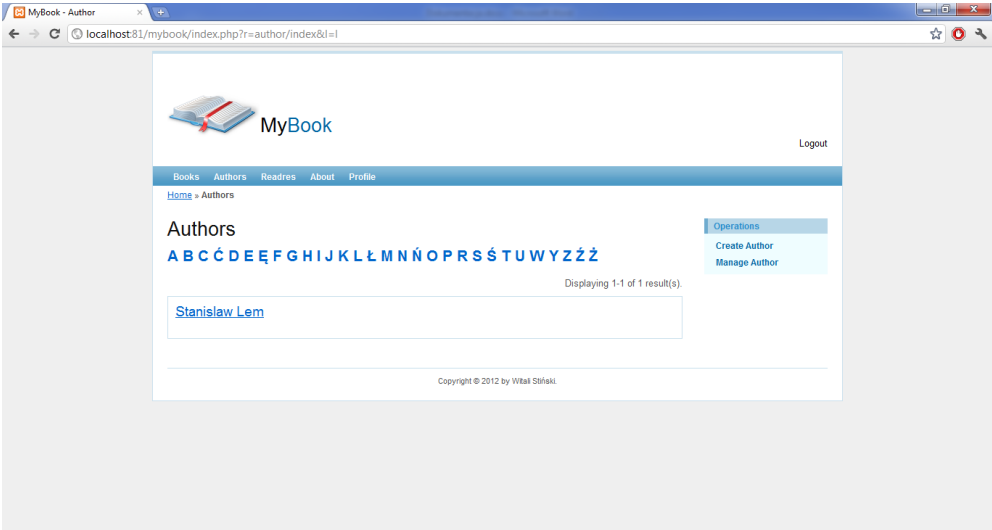 MyBook - Author
localhost:81/mybook/index.php?r=author/index&l=l
MyBook
Logout
Books Authors Readres About Profile
Home » Authors
Authors
A B C Ć D E Ę F G H I J K L Ł M N Ń O P R S Ś T U W Y Z Ź Ż
Displaying 1-1 of 1 result(s).
Stanislaw Lem
Operations
Create Author
Manage Author
Copyright © 2012 by Witali Stiński.